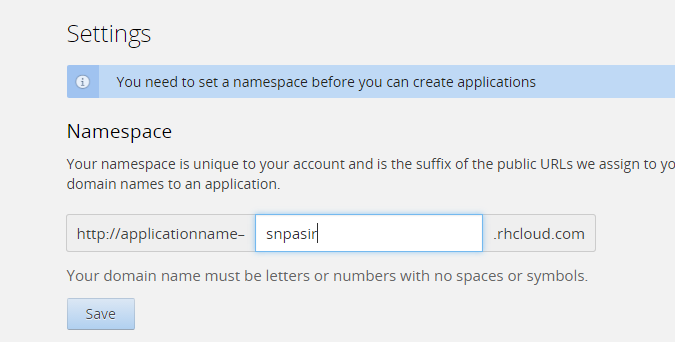 Settings
You need to set a namespace before you can create applications
Namespace
Your namespace is unique to your account and is the suffix of the public URLs we assign to yo
domain names to an application.
http://applicationname– snpasir .rhcloud.com
Your domain name must be letters or numbers with no spaces or symbols.
Save